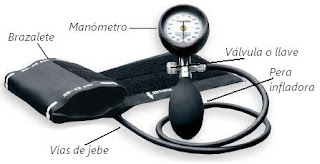 Manómetro
Brazalete
Válvula o llave
Pera
infladora
Vías de jebe